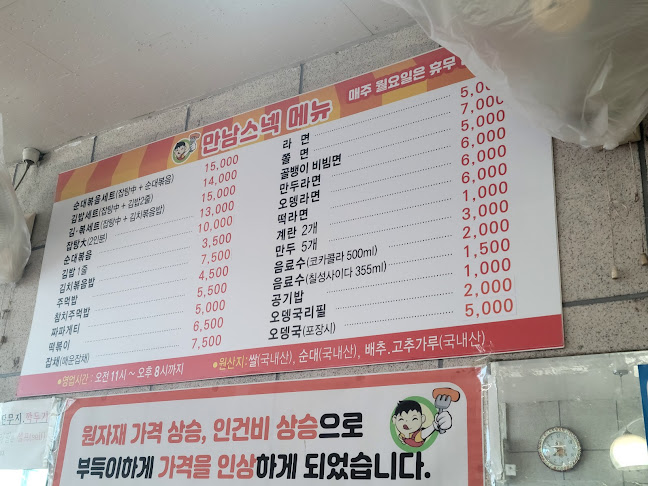 만남스넥 메뉴
매주 월요일은 휴무
순대볶음세트(잡탕中 + 순대볶음) 15,000
김밥세트(잡탕中 + 김밥2줄) 14,000
김·볶세트(잡탕中 + 김치볶음밥) 15,000
잡탕大(2인분) 13,000
순대볶음 10,000
김밥 1줄 3,500
김치볶음밥 7,500
주먹밥 4,500
참치주먹밥 5,500
짜파게티 5,000
떡볶이 6,500
잡채(매운잡채) 7,500
라 면 5,000
쫄 면 7,000
골뱅이 비빔면 5,000
만두라면 6,000
오뎅라면 6,000
떡라면 6,000
계란 2개 1,000
만두 5개 3,000
음료수(코카콜라 500ml) 2,000
음료수(칠성사이다 355ml) 1,500
공기밥 1,000
오뎅국리필 2,000
오뎅국(포장시) 5,000
•영업시간 : 오전 11시 ~ 오후 8시까지
•원산지:쌀(국내산), 순대(국내산), 배추·고추가루(국내산)
원자재 가격 상승, 인건비 상승으로
부득이하게 가격을 인상하게 되었습니다.